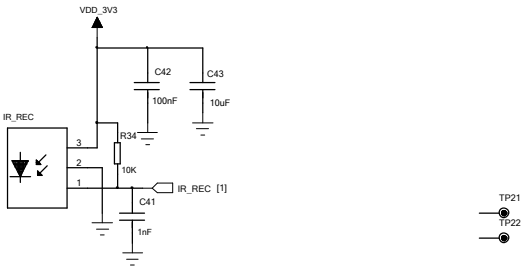 VDD_3V3
C42
C43
100nF
10uF
IR_REC
R34
3
10K
2
1
IR_REC [1]
C41
1nF
TP21
TP22